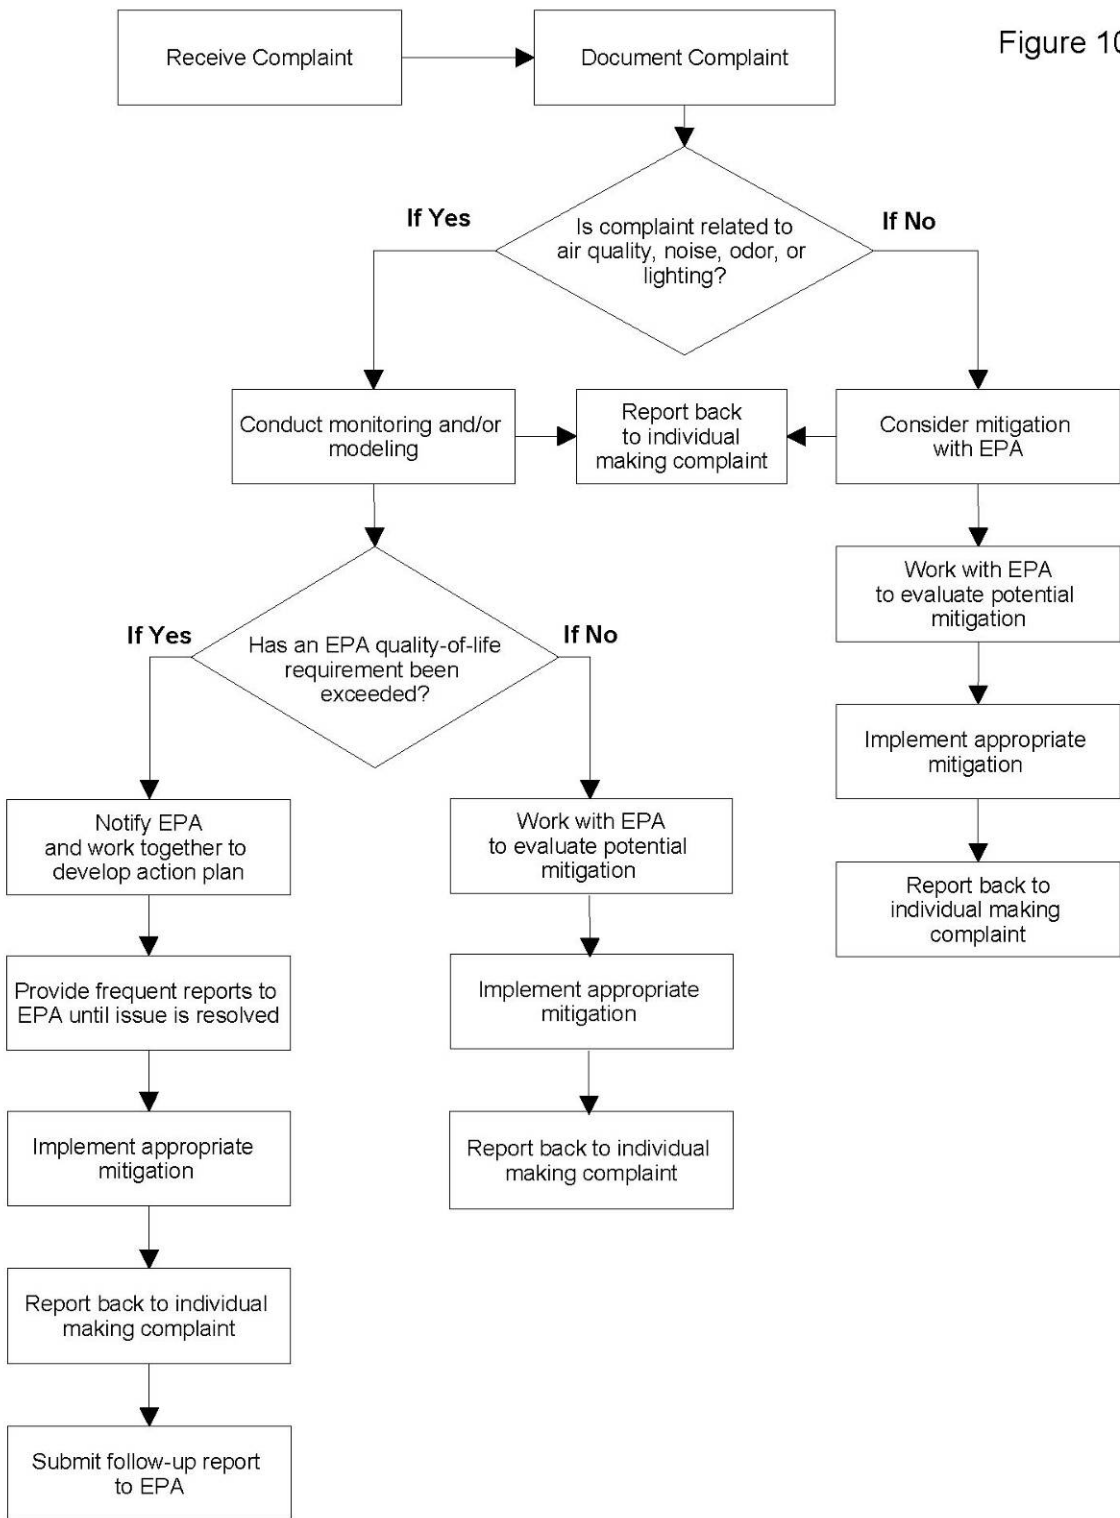 Figure 10
Receive Complaint
Document Complaint
If Yes
If No
Is complaint related to
air quality, noise, odor, or
lighting?
Conduct monitoring and/or
modeling
Report back
to individual
making complaint
Consider mitigation
with EPA
Work with EPA
to evaluate potential
mitigation
Implement appropriate
mitigation
Report back to
individual making
complaint
If Yes
If No
Has an EPA quality-of-life
requirement been
exceeded?
Notify EPA
and work together to
develop action plan
Provide frequent reports to
EPA until issue is resolved
Implement appropriate
mitigation
Report back to individual
making complaint
Submit follow-up report
to EPA
Work with EPA
to evaluate potential
mitigation
Implement appropriate
mitigation
Report back to individual
making complaint